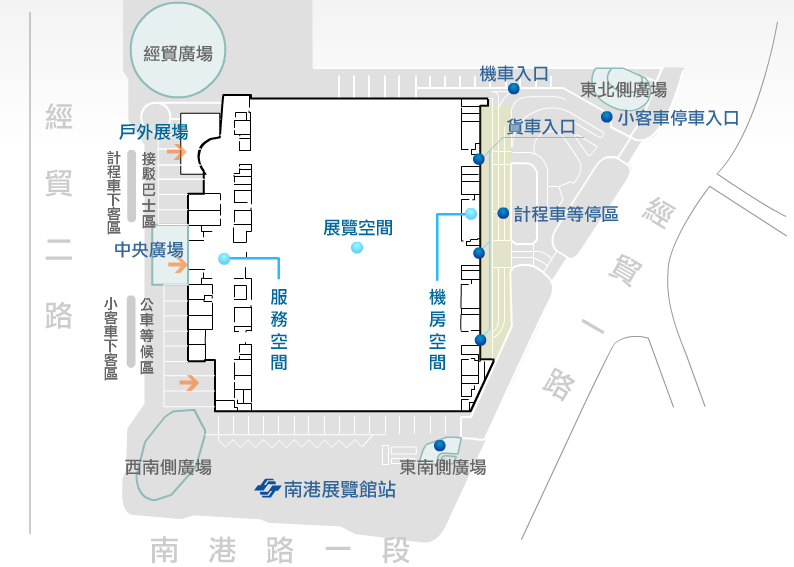 經貿廣場
機車入口
東北側廣場
小客車停車入口
貨車入口
戶外展場
計程車下客區
接駁巴士區
經貿二路
計程車等停區
經貿一路
展覽空間
中央廣場
服務空間
機房空間
小客車下客區
公車等候區
西南側廣場
東南側廣場
南港展覽館站
南港路一段